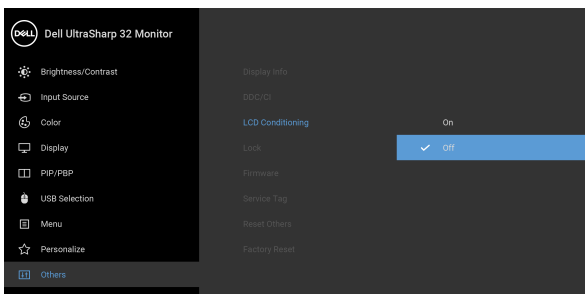 DELL Dell UltraSharp 32 Monitor
Brightness/Contrast
Input Source
Color
Display
PIP/PBP
USB Selection
Menu
Personalize
Others
Display Info
DDC/CI
LCD Conditioning
Lock
Firmware
Service Tag
Reset Others
Factory Reset
On
Off